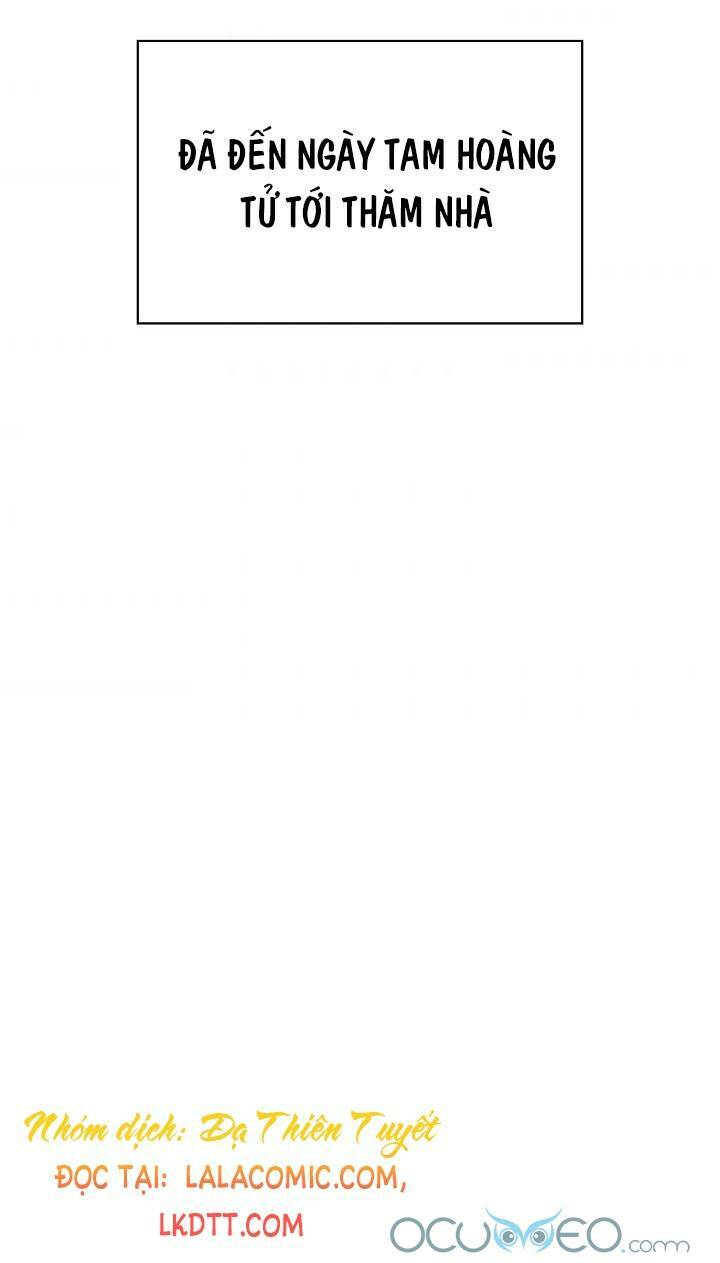 ĐÃ ĐẾN NGÀY TAM HOÀNG
TỬ TỚI THĂM NHÀ
Nhóm dịch: Dạ Thiên Tuyết
ĐỌC TẠI: LALACOMIC.COM,
LKDTT.COM
OCUMEO.com